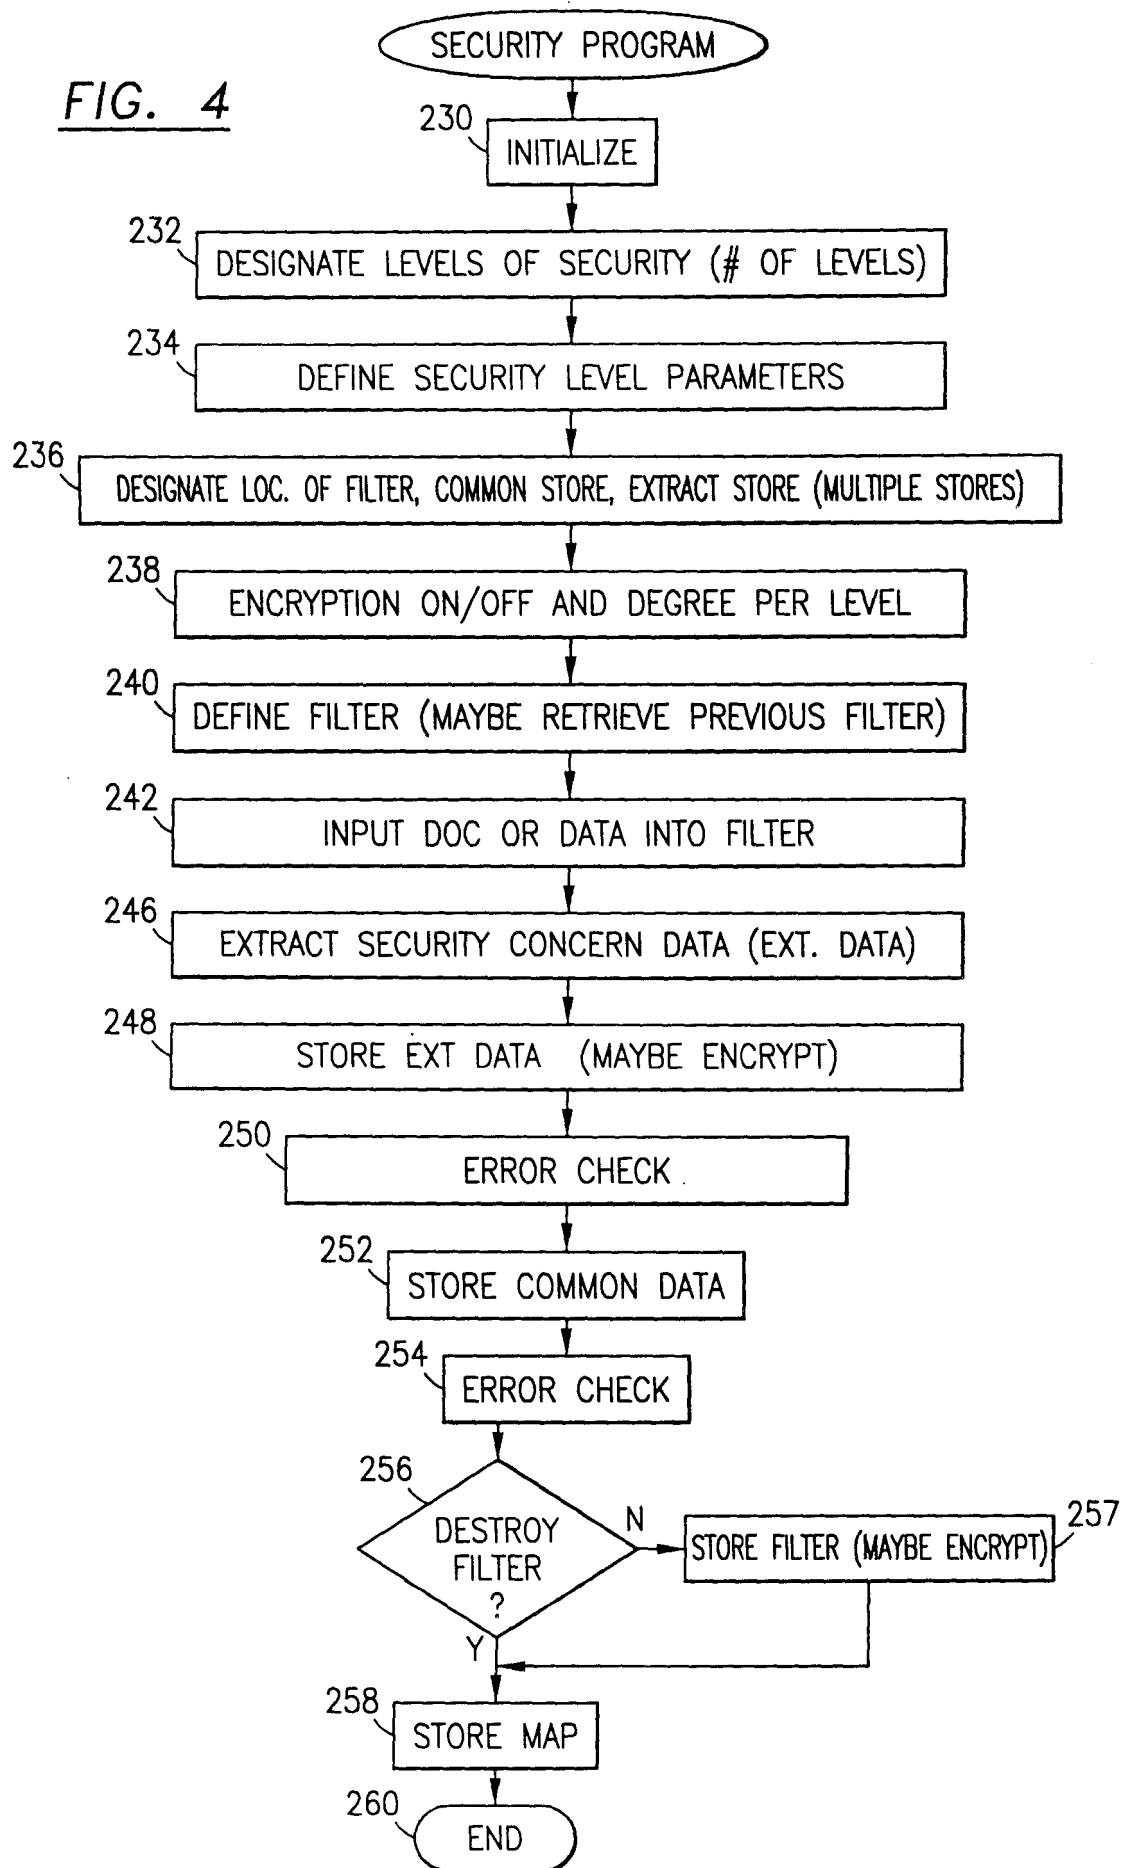 SECURITY PROGRAM
FIG. 4
230
INITIALIZE
232
DESIGNATE LEVELS OF SECURITY (# OF LEVELS)
234
DEFINE SECURITY LEVEL PARAMETERS
236
DESIGNATE LOC. OF FILTER, COMMON STORE, EXTRACT STORE (MULTIPLE STORES)
238
ENCRYPTION ON/OFF AND DEGREE PER LEVEL
240
DEFINE FILTER (MAYBE RETRIEVE PREVIOUS FILTER)
242
INPUT DOC OR DATA INTO FILTER
246
EXTRACT SECURITY CONCERN DATA (EXT. DATA)
248
STORE EXT DATA (MAYBE ENCRYPT)
250
ERROR CHECK
252
STORE COMMON DATA
254
ERROR CHECK
256
DESTROY
FILTER
?
N
257
STORE FILTER (MAYBE ENCRYPT)
Y
258
STORE MAP
260
END